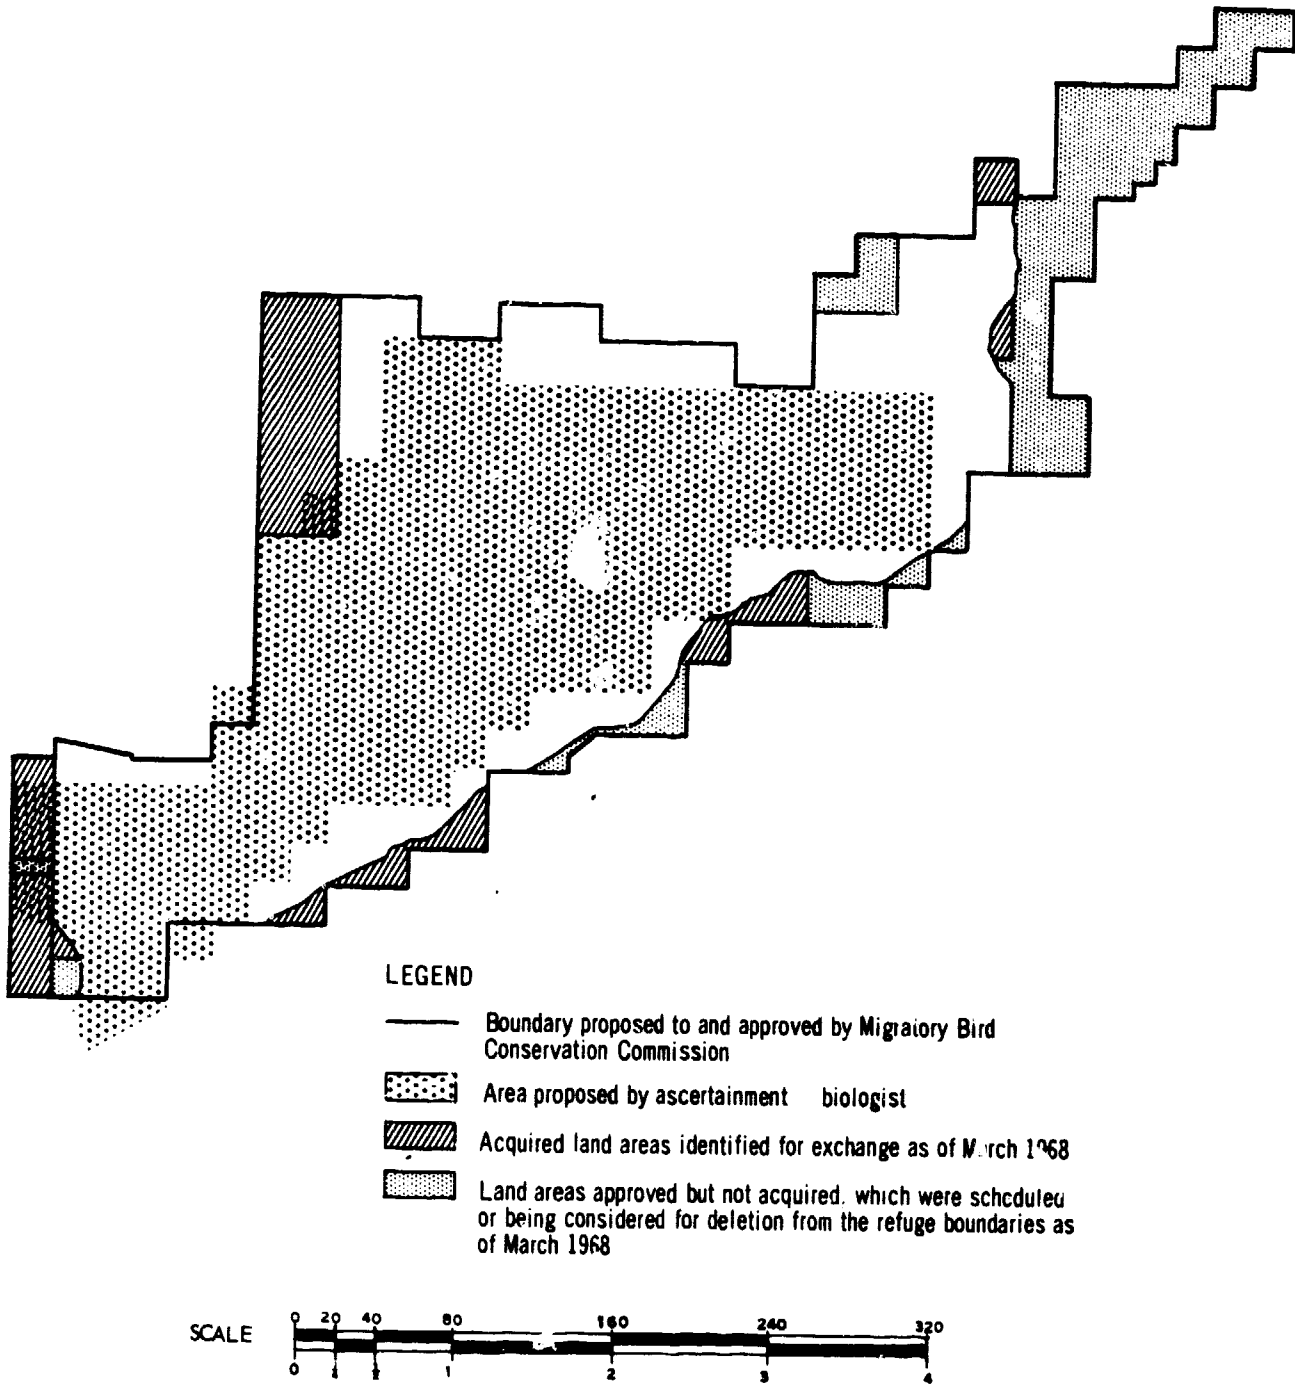 LEGEND
Boundary proposed to and approved by Migratory Bird
Conservation Commission
Area proposed by ascertainment biologist
Acquired land areas identified for exchange as of March 1968
Land areas approved but not acquired, which were scheduled
or being considered for deletion from the refuge boundaries as
of March 1968
SCALE
0 20 40 80 160 240 320
0 1 2 3 4